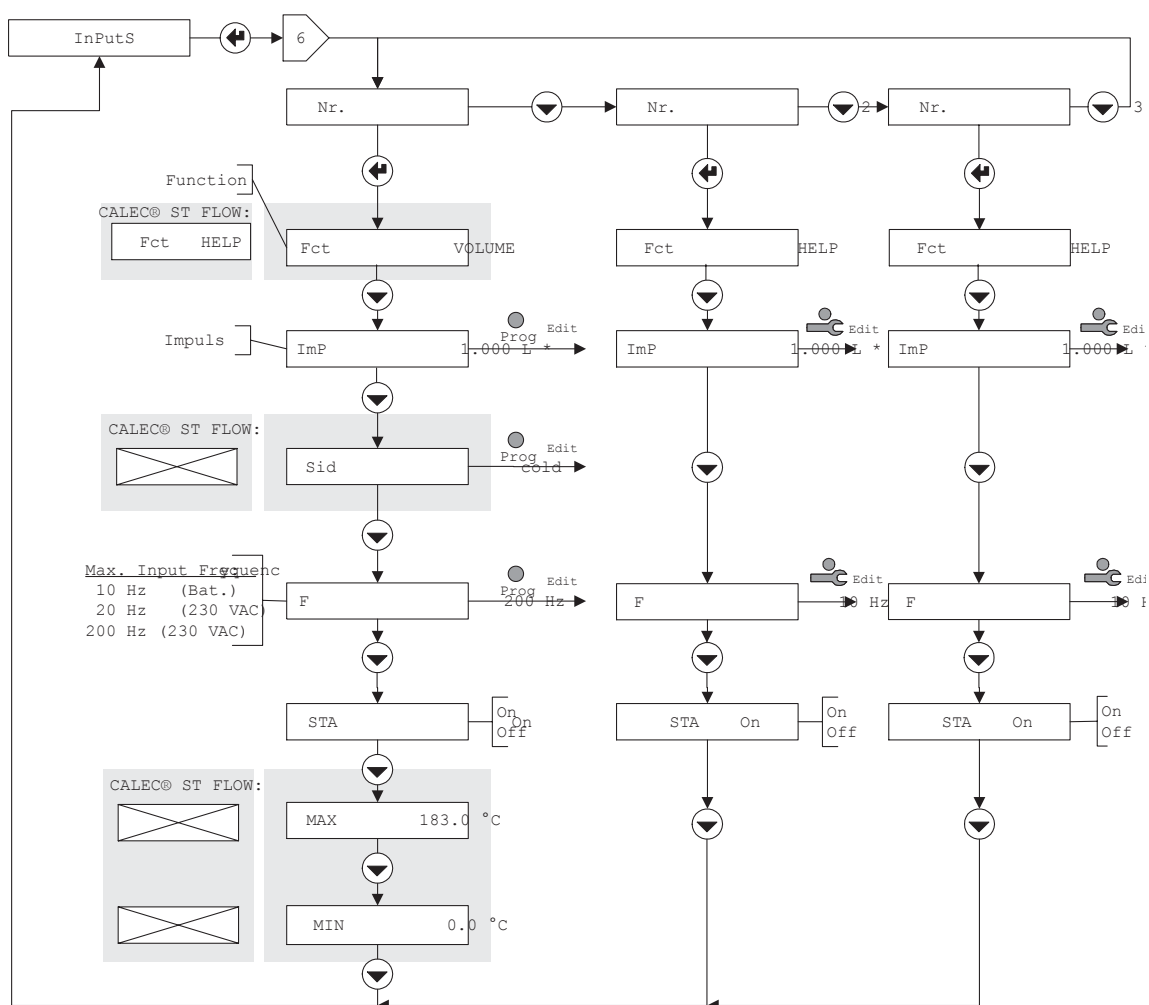 InPutS
6
Nr.
Nr.
2
Nr.
3
Function
CALEC® ST FLOW:
Fct HELP
Fct VOLUME
Fct HELP
Fct HELP
Impuls
ImP 1.000 L *
Prog Edit
ImP 1.000 L *
Edit
ImP 1.000 L
Edi
CALEC® ST FLOW:
Sid cold
Prog Edit
Max. Input Frequenc
10 Hz (Bat.)
20 Hz (230 VAC)
200 Hz (230 VAC)
F 200 Hz
Prog Edit
F 10 Hz
Edit
F 10
Edi
STA On
On
Off
STA On
On
Off
STA On
On
Off
CALEC® ST FLOW:
MAX 183.0 °C
MIN 0.0 °C